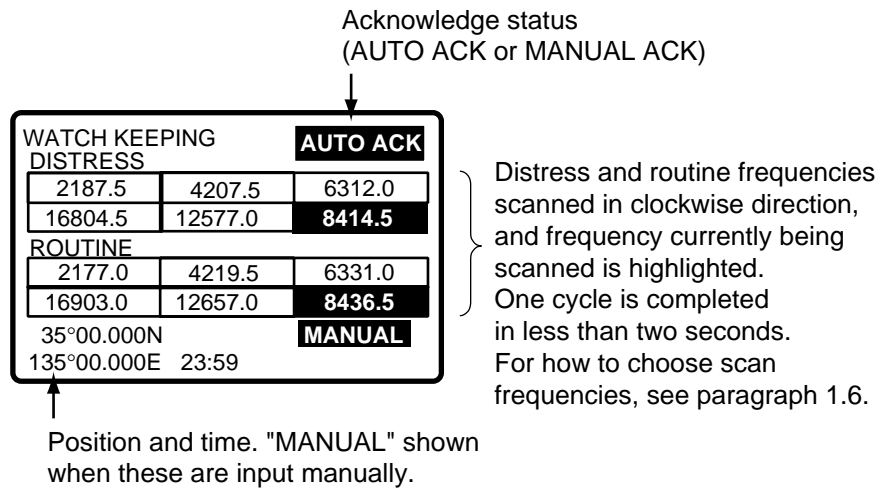 Acknowledge status
(AUTO ACK or MANUAL ACK)
WATCH KEEPING AUTO ACK
DISTRESS
2187.5 4207.5 6312.0
16804.5 12577.0 8414.5
ROUTINE
2177.0 4219.5 6331.0
16903.0 12657.0 8436.5
35°00.000N MANUAL
135°00.000E 23:59
Distress and routine frequencies
scanned in clockwise direction,
and frequency currently being
scanned is highlighted.
One cycle is completed
in less than two seconds.
For how to choose scan
frequencies, see paragraph 1.6.
Position and time. "MANUAL" shown
when these are input manually.